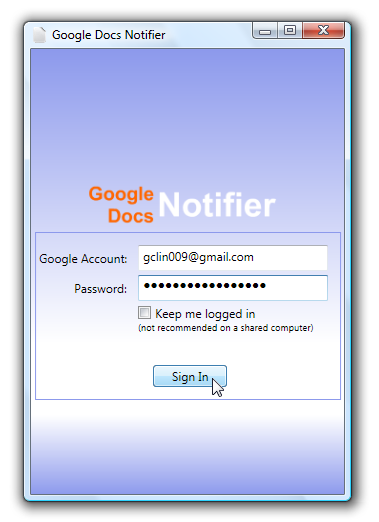 Google Docs Notifier
Google
Docs Notifier
Google Account: gclin009@gmail.com
Password: •••••••••••••••••
Keep me logged in
(not recommended on a shared computer)
Sign In